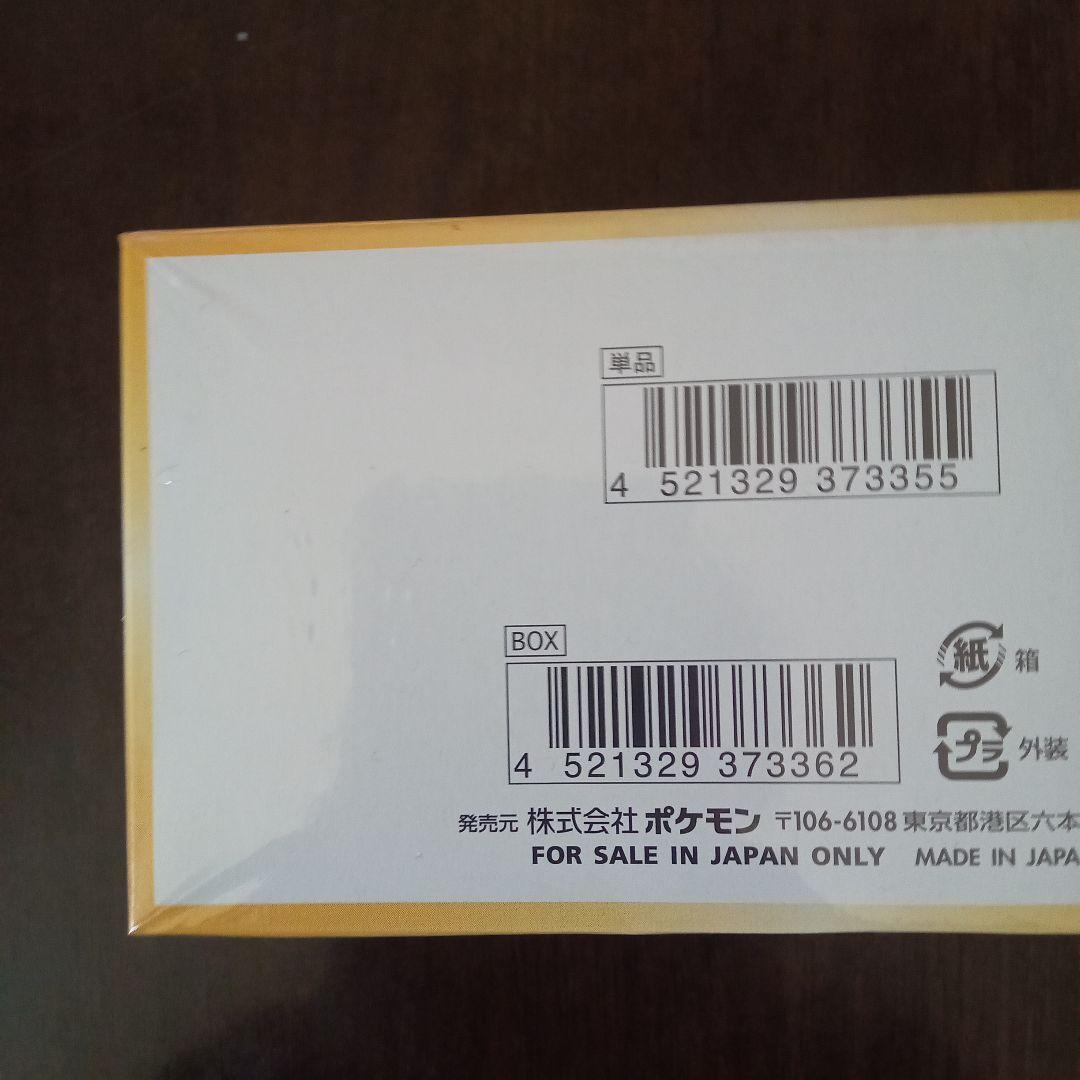 単品
4 521329 373355
BOX
4 521329 373362
紙 箱
プラ 外装
発売元 株式会社 ポケモン 〒106-6108 東京都港区六本
FOR SALE IN JAPAN ONLY MADE IN JAPA